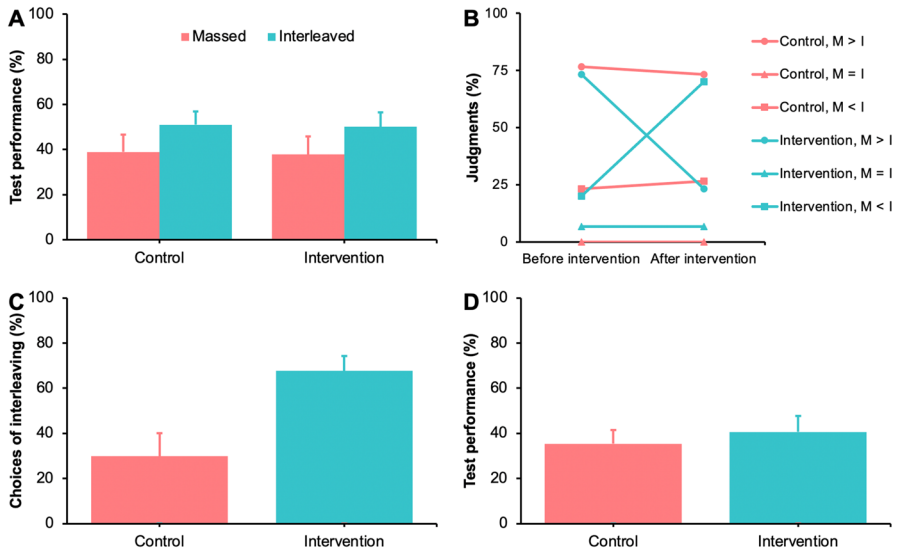 A
100
80
60
40
20
0
Test performance (%)
Massed
Interleaved
Control
Intervention
B
100
75
50
25
0
Judgments (%)
Before intervention
After intervention
Control, M > I
Control, M = I
Control, M < I
Intervention, M > I
Intervention, M = I
Intervention, M < I
C
100
80
60
40
20
0
Choices of interleaving (%)
Control
Intervention
D
100
80
60
40
20
0
Test performance (%)
Control
Intervention